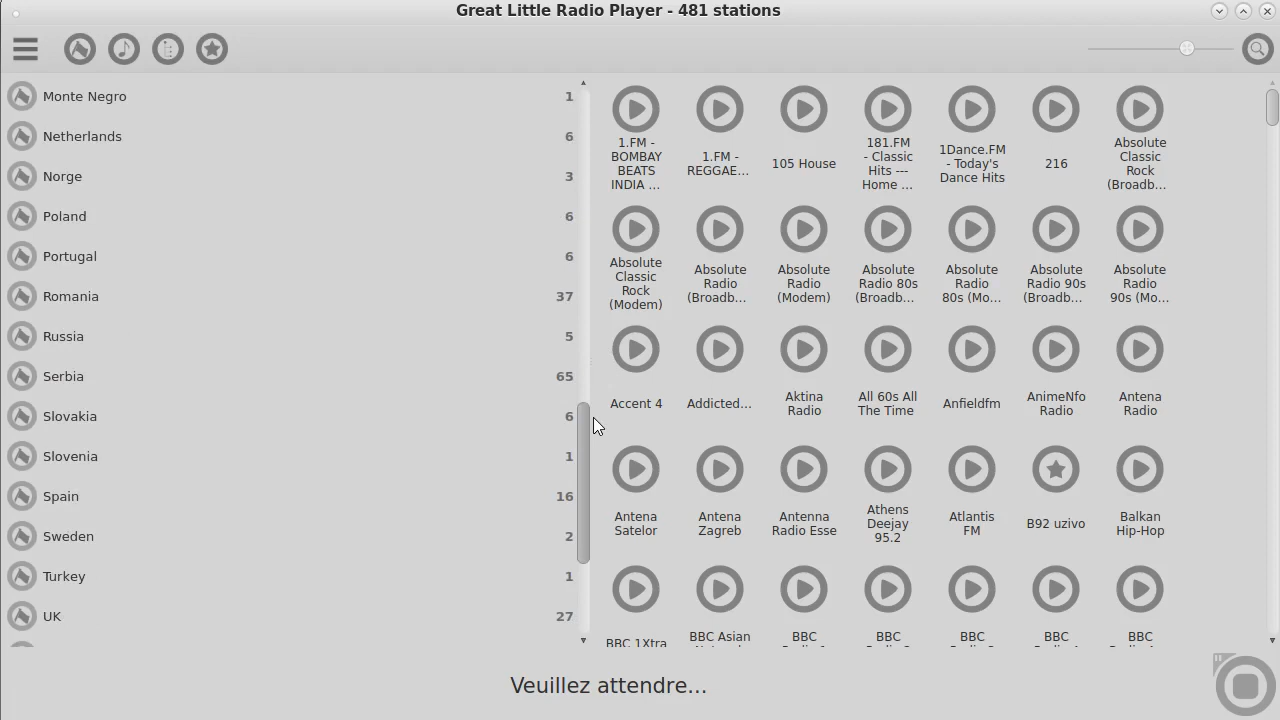 Great Little Radio Player - 481 stations
Monte Negro 1
Netherlands 6
Norge 3
Poland 6
Portugal 6
Romania 37
Russia 5
Serbia 65
Slovakia 6
Slovenia 1
Spain 16
Sweden 2
Turkey 1
UK 27
1.FM -
BOMBAY
BEATS
INDIA ...
1.FM -
REGGAE...
105 House
181.FM
- Classic
Hits ---
Home ...
1Dance.FM
- Today's
Dance Hits
216
Absolute
Classic
Rock
(Broadb...
Absolute
Classic
Rock
(Modem)
Absolute
Radio
(Broadb...
Absolute
Radio
(Modem)
Absolute
Radio 80s
(Broadb...
Absolute
Radio
80s (Mo...
Absolute
Radio 90s
(Broadb...
Absolute
Radio
90s (Mo...
Accent 4
Addicted...
Aktina
Radio
All 60s All
The Time
Anfieldfm
AnimeNfo
Radio
Antena
Radio
Antena
Satelor
Antena
Zagreb
Antenna
Radio Esse
Athens
Deejay
95.2
Atlantis
FM
B92 uzivo
Balkan
Hip-Hop
BBC 1Xtra
BBC Asian
BBC
BBC
BBC
BBC
BBC
Veuillez attendre...